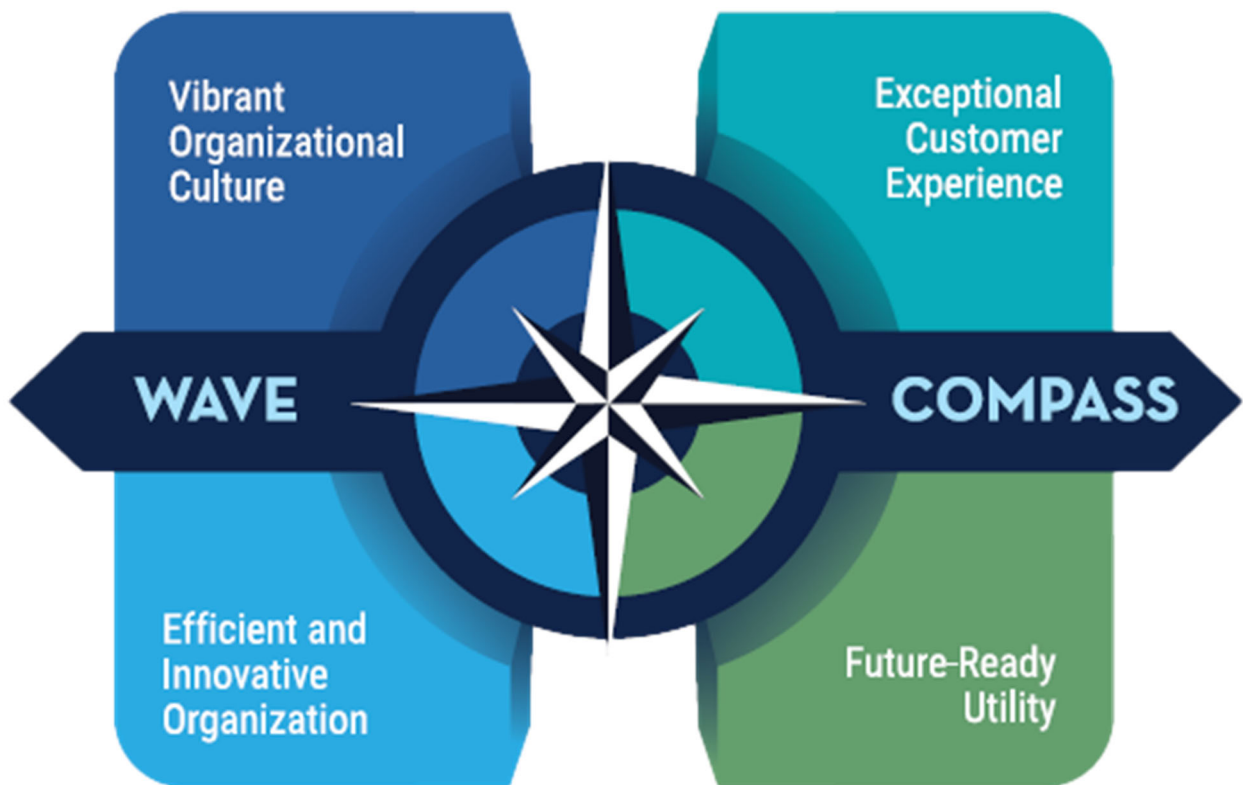 Vibrant
Organizational
Culture
Exceptional
Customer
Experience
WAVE
COMPASS
Efficient and
Innovative
Organization
Future-Ready
Utility